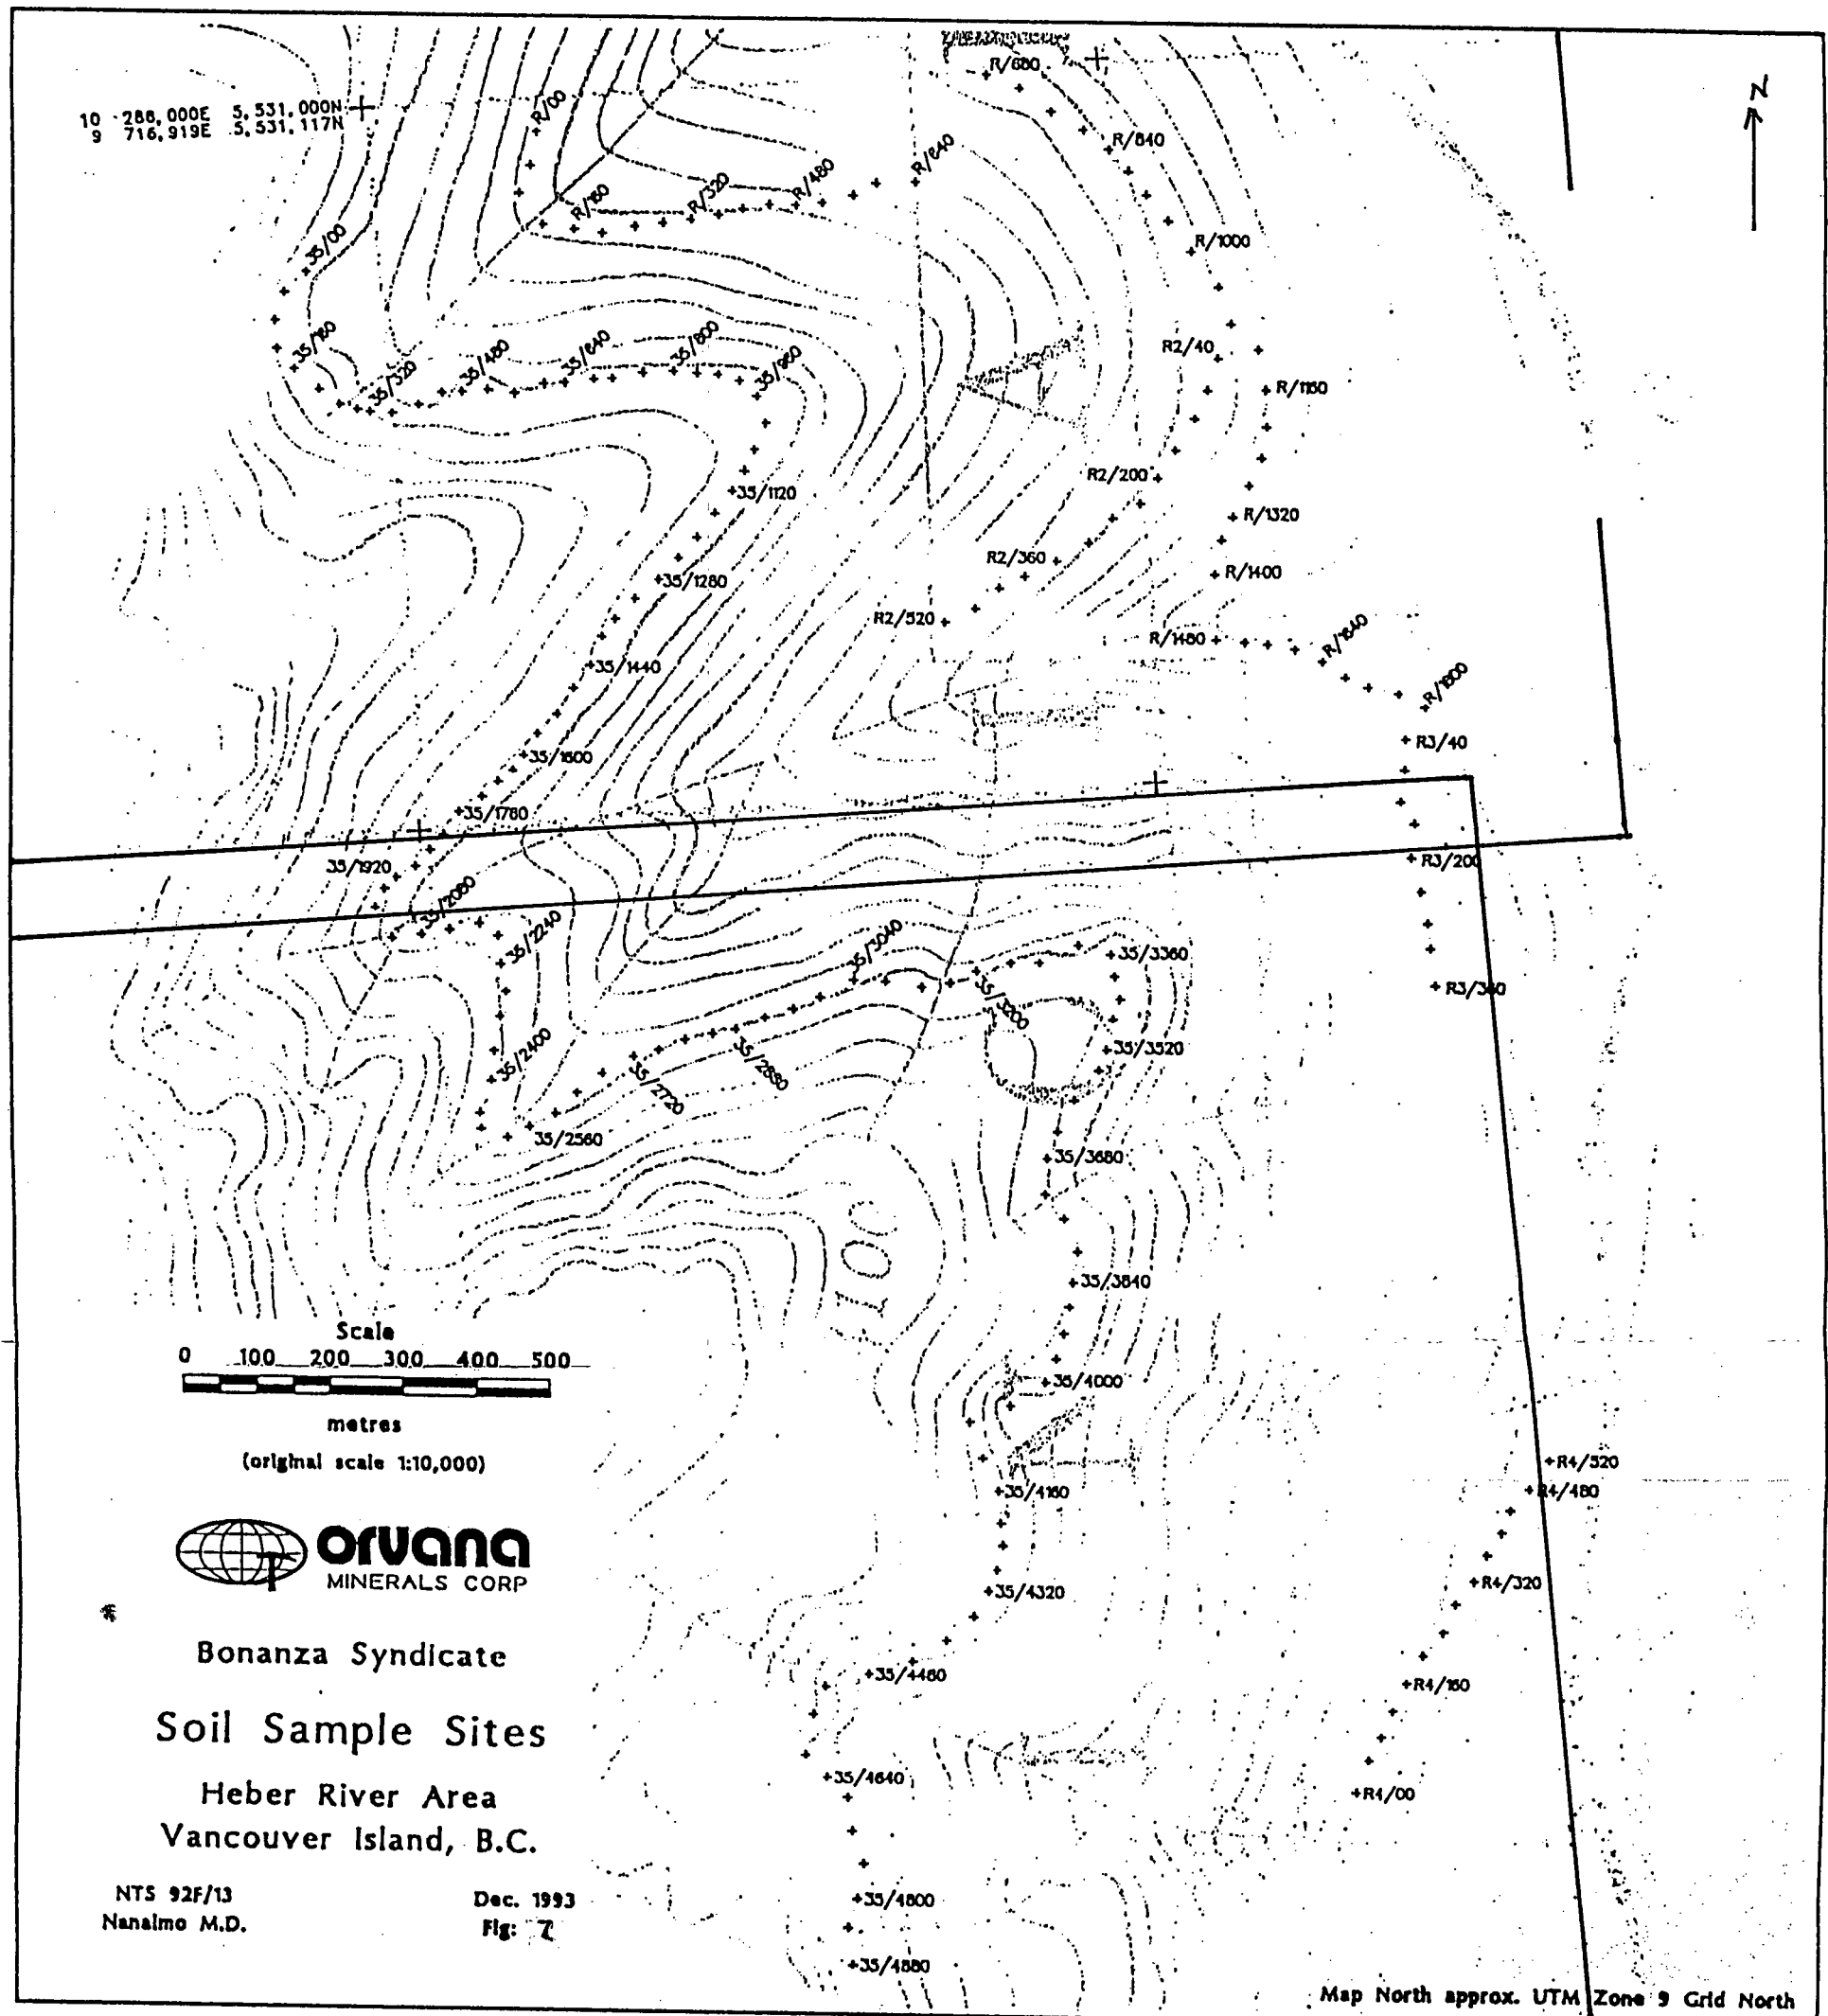 10 288,000E 5,531,000N
9 716,919E 5,531,117N
N
R/680
R/00
R/840
R/640
R/480
R/320
R/160
R/1000
35/00
35/160
35/320
35/480
35/640
35/800
35/960
R2/40
R/1160
R2/200
35/1120
R/1320
R2/360
R/1400
35/1280
R2/520
R/1480
R/1640
35/1440
R/1800
R3/40
35/1600
35/1780
R3/200
35/1920
35/2080
35/2240
35/3040
35/3360
35/3200
R3/360
35/2400
35/2880
35/3520
35/2720
35/2560
35/3680
100
35/3840
Scale
0 100 200 300 400 500
metres
(original scale 1:10,000)
35/4000
R4/520
R4/480
35/4160
orvana
MINERALS CORP
35/4320
R4/320
Bonanza Syndicate
35/4480
R4/160
Soil Sample Sites
35/4640
R4/00
Heber River Area
Vancouver Island, B.C.
NTS 92F/13
Nanaimo M.D.
Dec. 1993
Fig: 7
35/4800
35/4880
Map North approx. UTM Zone 9 Grid North